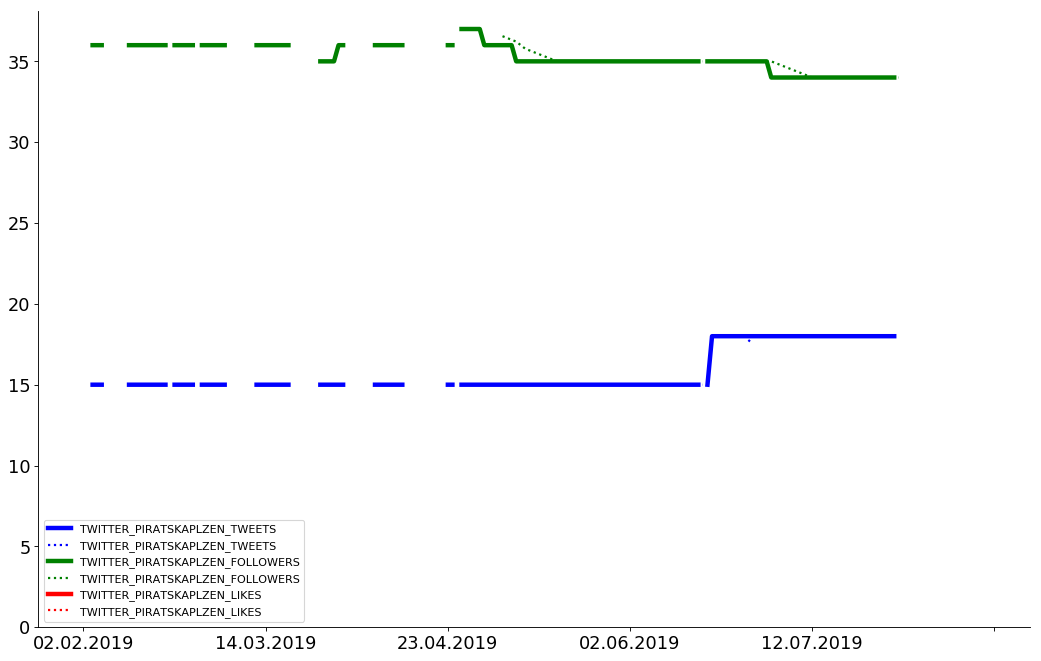 35
30
25
20
15
10
5
0
TWITTER_PIRATSKAPLZEN_TWEETS
TWITTER_PIRATSKAPLZEN_TWEETS
TWITTER_PIRATSKAPLZEN_FOLLOWERS
TWITTER_PIRATSKAPLZEN_FOLLOWERS
TWITTER_PIRATSKAPLZEN_LIKES
TWITTER_PIRATSKAPLZEN_LIKES
02.02.2019 14.03.2019 23.04.2019 02.06.2019 12.07.2019